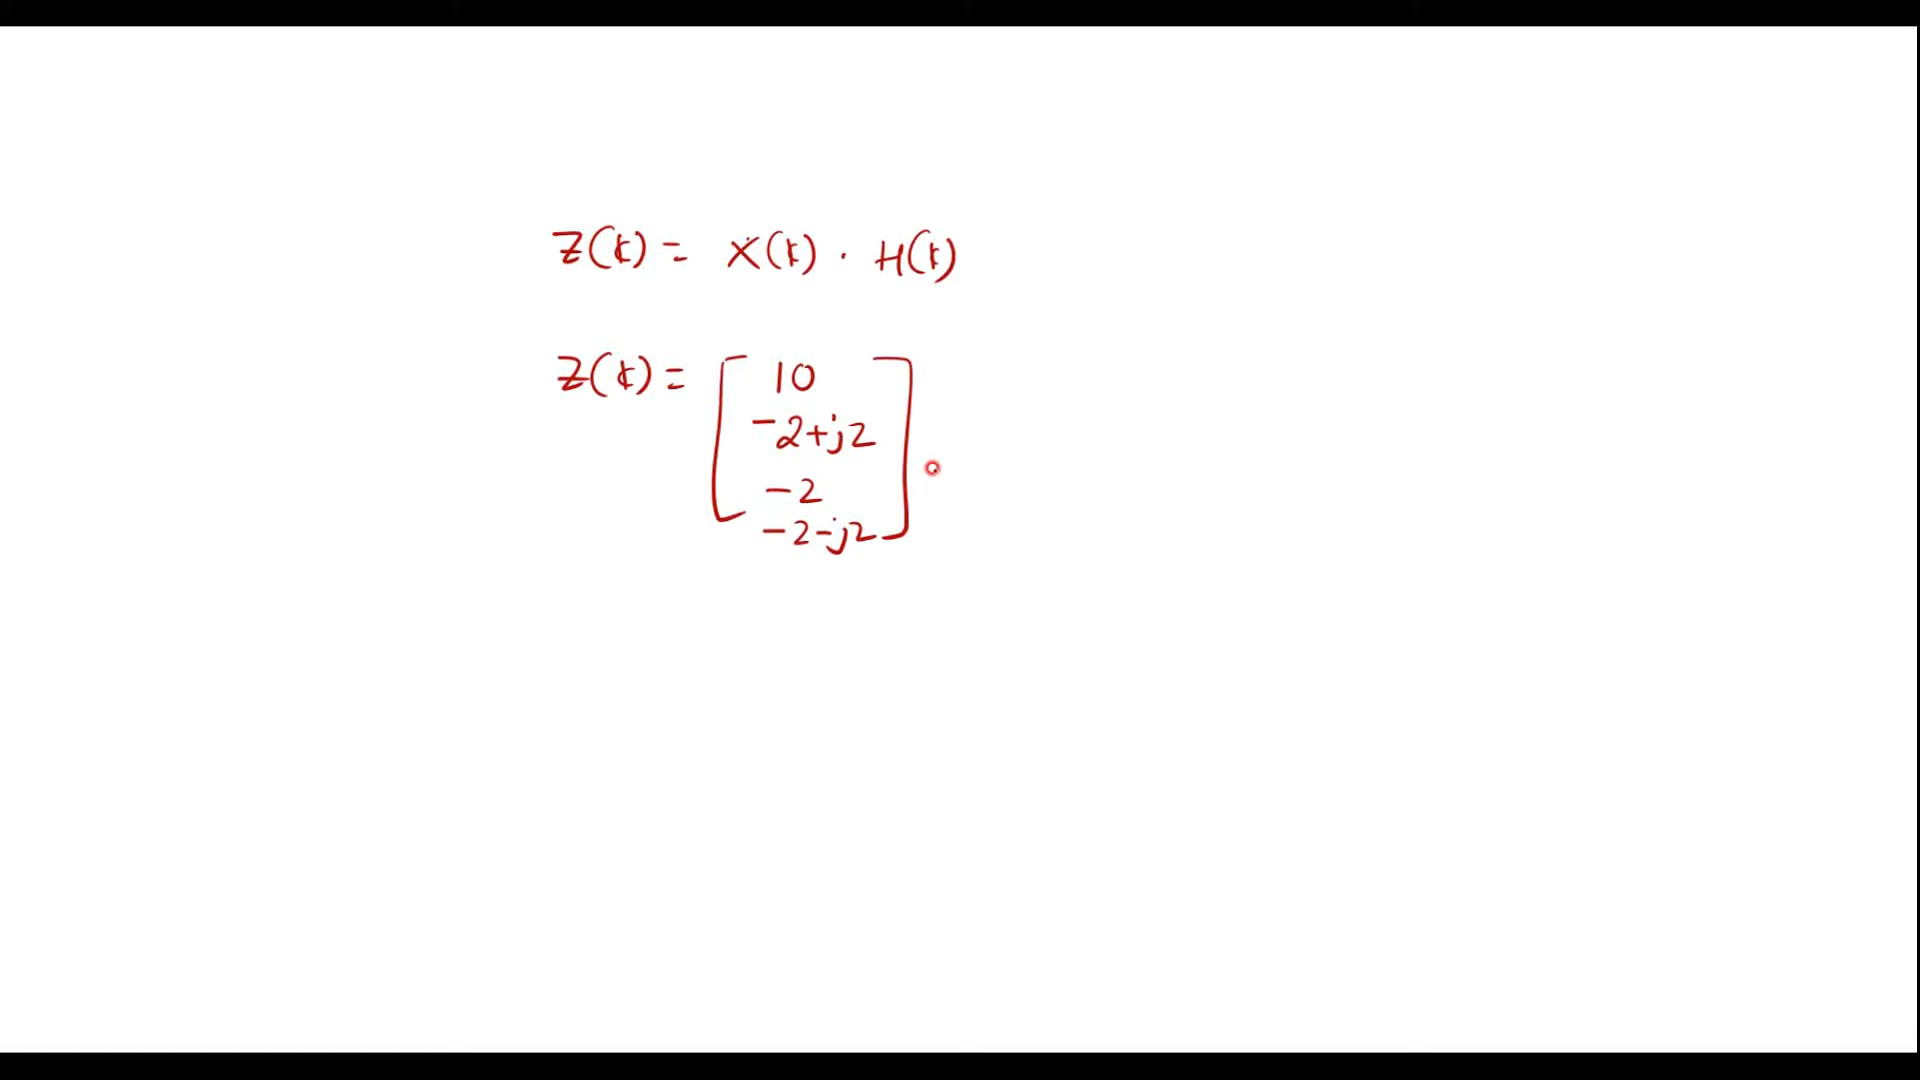 Z(k) = X(k) . H(k)
Z(k) = [ 10
-2+j2
-2
-2-j2 ]